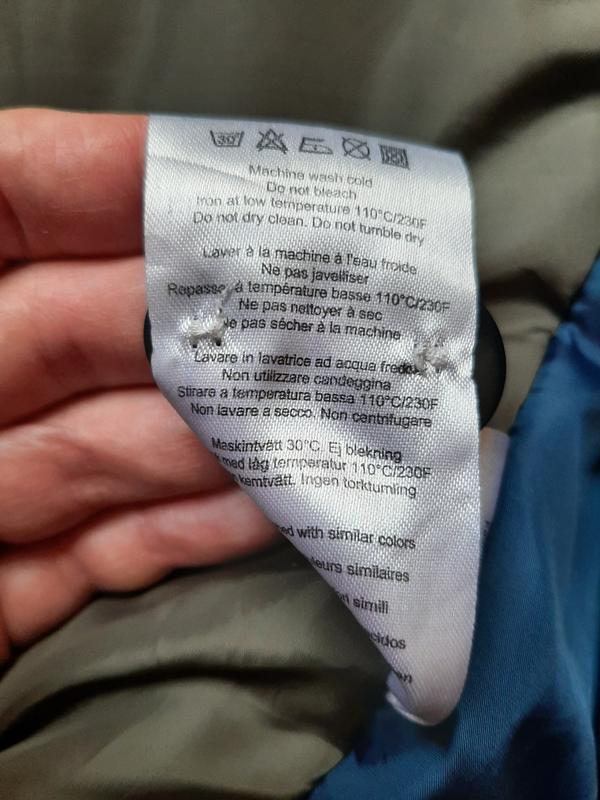 30
Machine wash cold
Do not bleach
Iron at low temperature 110°C/230F
Do not dry clean. Do not tumble dry
Laver à la machine à l'eau froide
Ne pas javelliser
Repasser à température basse 110°C/230F
Ne pas nettoyer à sec
Ne pas sécher à la machine
Lavare in lavatrice ad acqua fredda
Non utilizzare candeggina
Stirare a temperatura bassa 110°C/230F
Non lavare a secco. Non centrifugare
Maskintvätt 30°C. Ej blekning
med låg temperatur 110°C/230F
kemtvätt. Ingen torktumling
with similar colors
similaires
simili